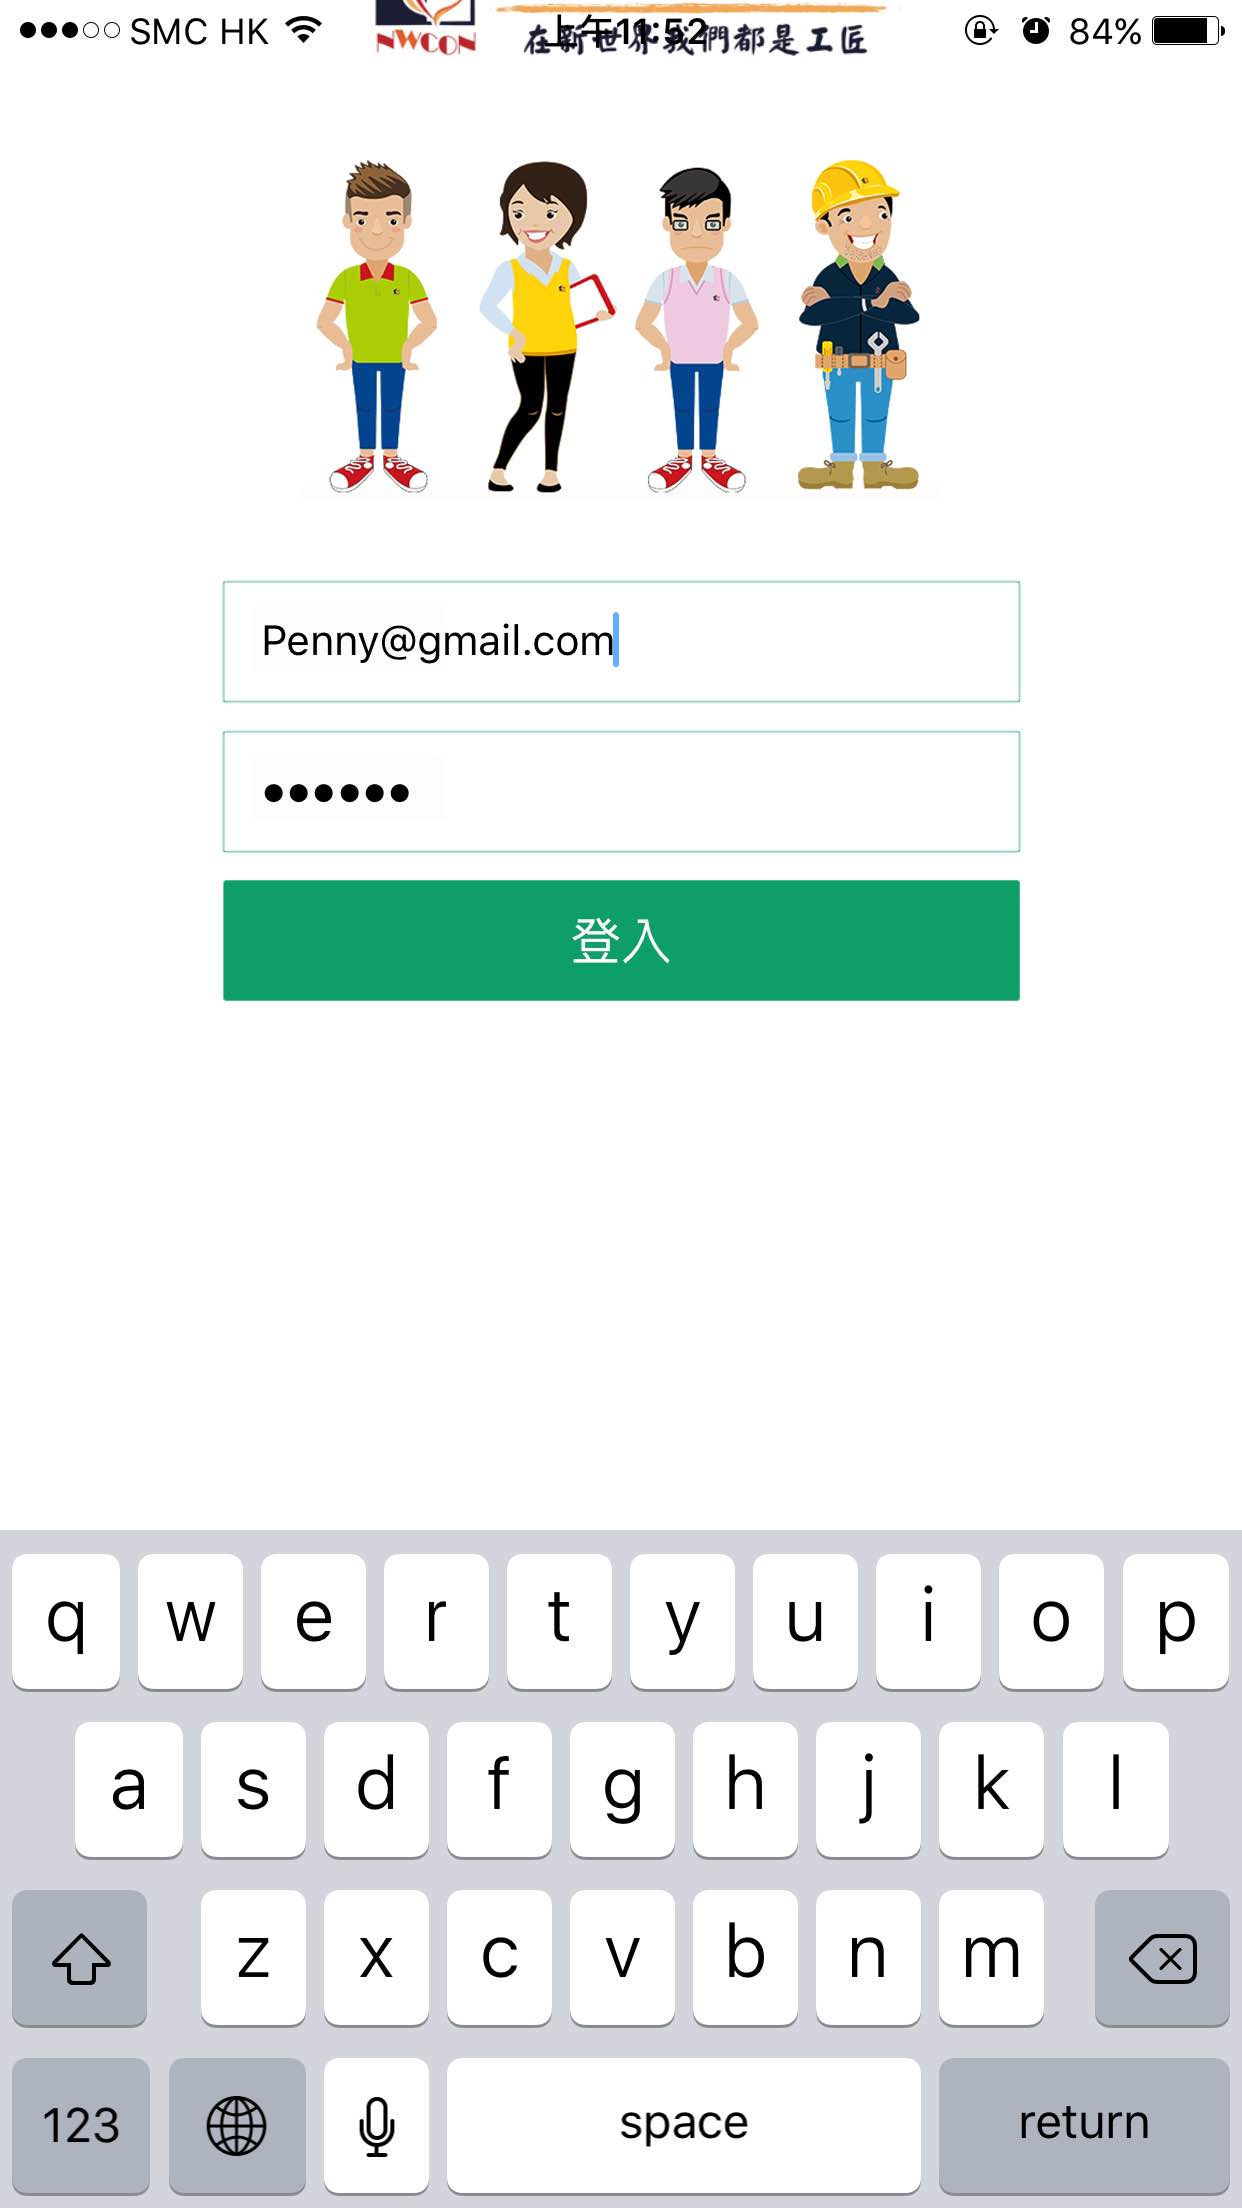 SMC HK 上午11:52 84%
NWCON
在新世界我們都是工匠
Penny@gmail.com
••••••
登入
q w e r t y u i o p
a s d f g h j k l
z x c v b n m
123 space return